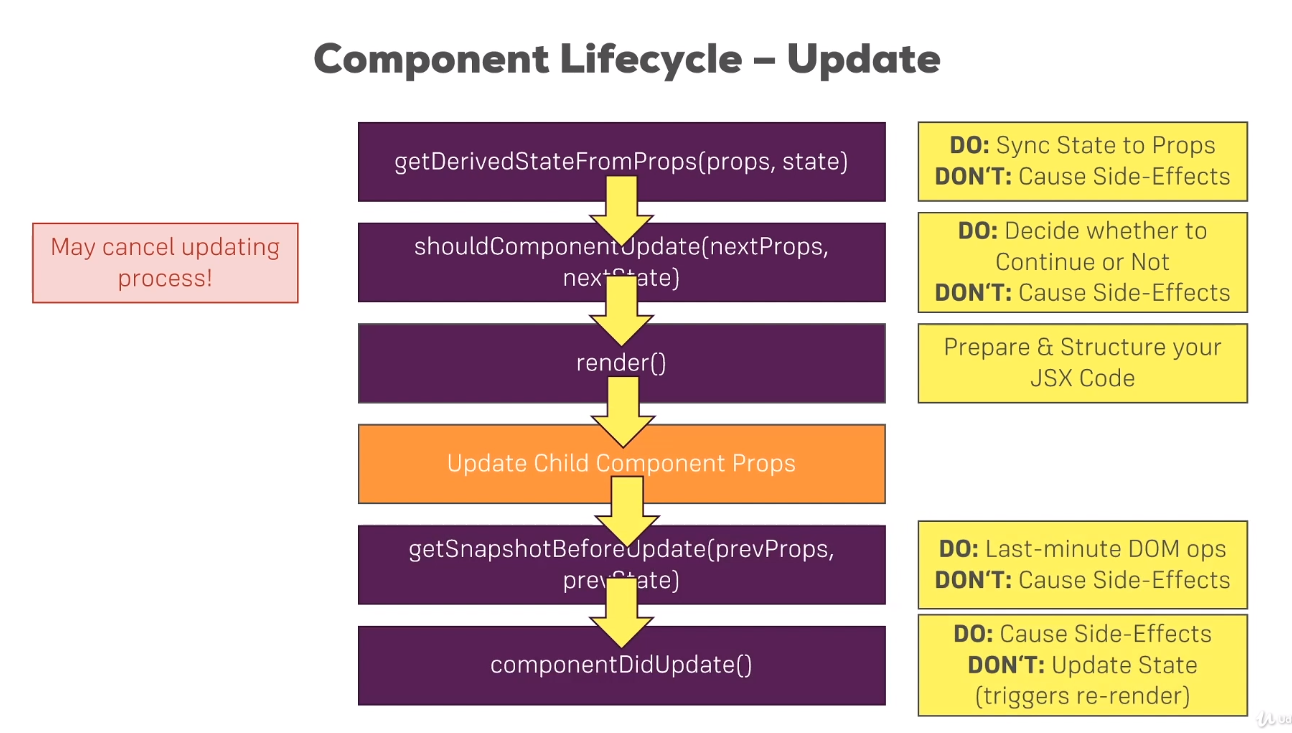 Component Lifecycle – Update
getDerivedStateFromProps(props, state)
DO: Sync State to Props
DON‘T: Cause Side-Effects
May cancel updating
process!
shouldComponentUpdate(nextProps,
nextState)
DO: Decide whether to
Continue or Not
DON‘T: Cause Side-Effects
render()
Prepare & Structure your
JSX Code
Update Child Component Props
getSnapshotBeforeUpdate(prevProps,
prevState)
DO: Last-minute DOM ops
DON‘T: Cause Side-Effects
componentDidUpdate()
DO: Cause Side-Effects
DON‘T: Update State
(triggers re-render)